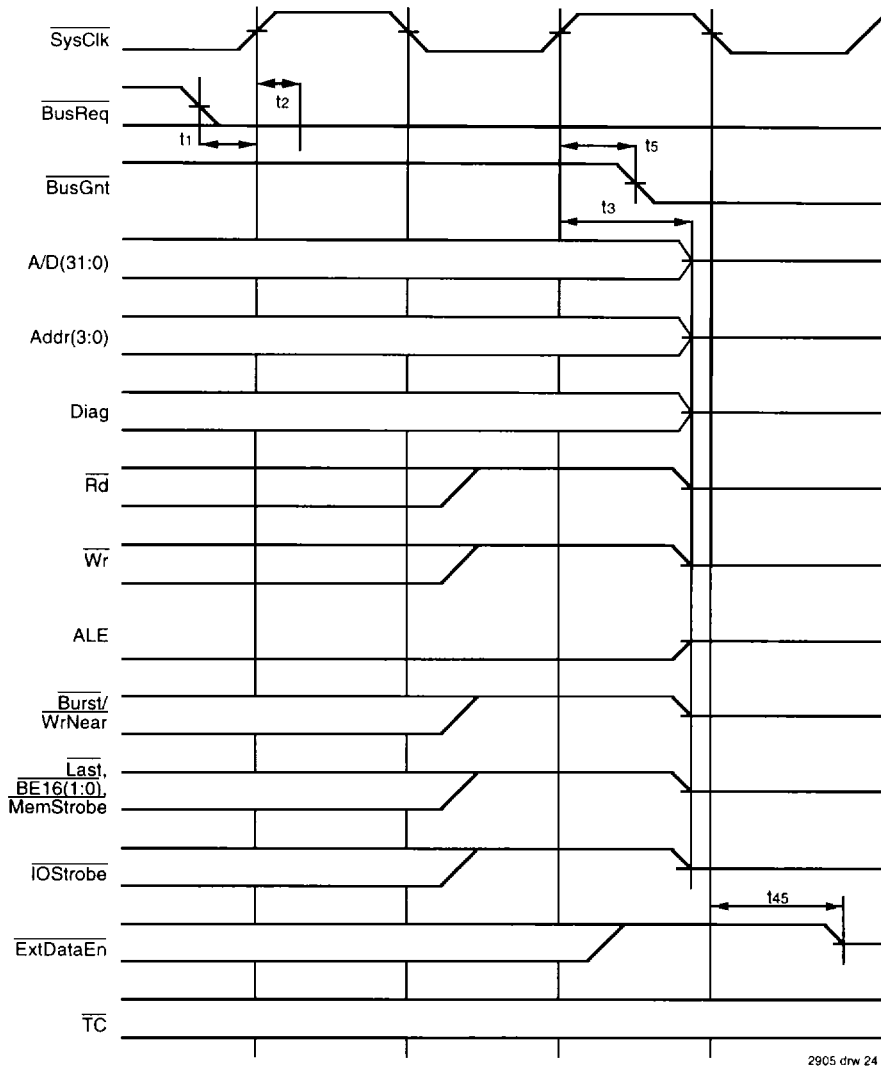 SysClk
t2
BusReq
t1
t5
BusGnt
t3
A/D(31:0)
Addr(3:0)
Diag
Rd
Wr
ALE
Burst/
WrNear
Last,
BE16(1:0),
MemStrobe
IOStrobe
t45
ExtDataEn
TC
2905 drw 24